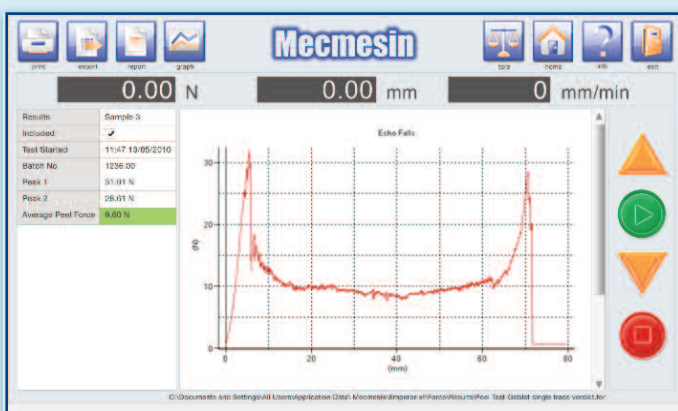 Mecmesin
print export report graph
tare home info exit
0.00 N 0.00 mm 0 mm/min
Results Sample 3
Included ✓
Test Started 11:47 13/05/2010
Batch No 1236.00
Peak 1 31.91 N
Peak 2 28.61 N
Average Peel Force 9.60 N
Echo Falls
30
20
(N)
10
0
0 20 40 60 80
(mm)
C:\Documents and Settings\All Users\Application Data\ Mecmesin\Emperor-xt\Force\Results\Peel Test-Goblet single trace verdict.for